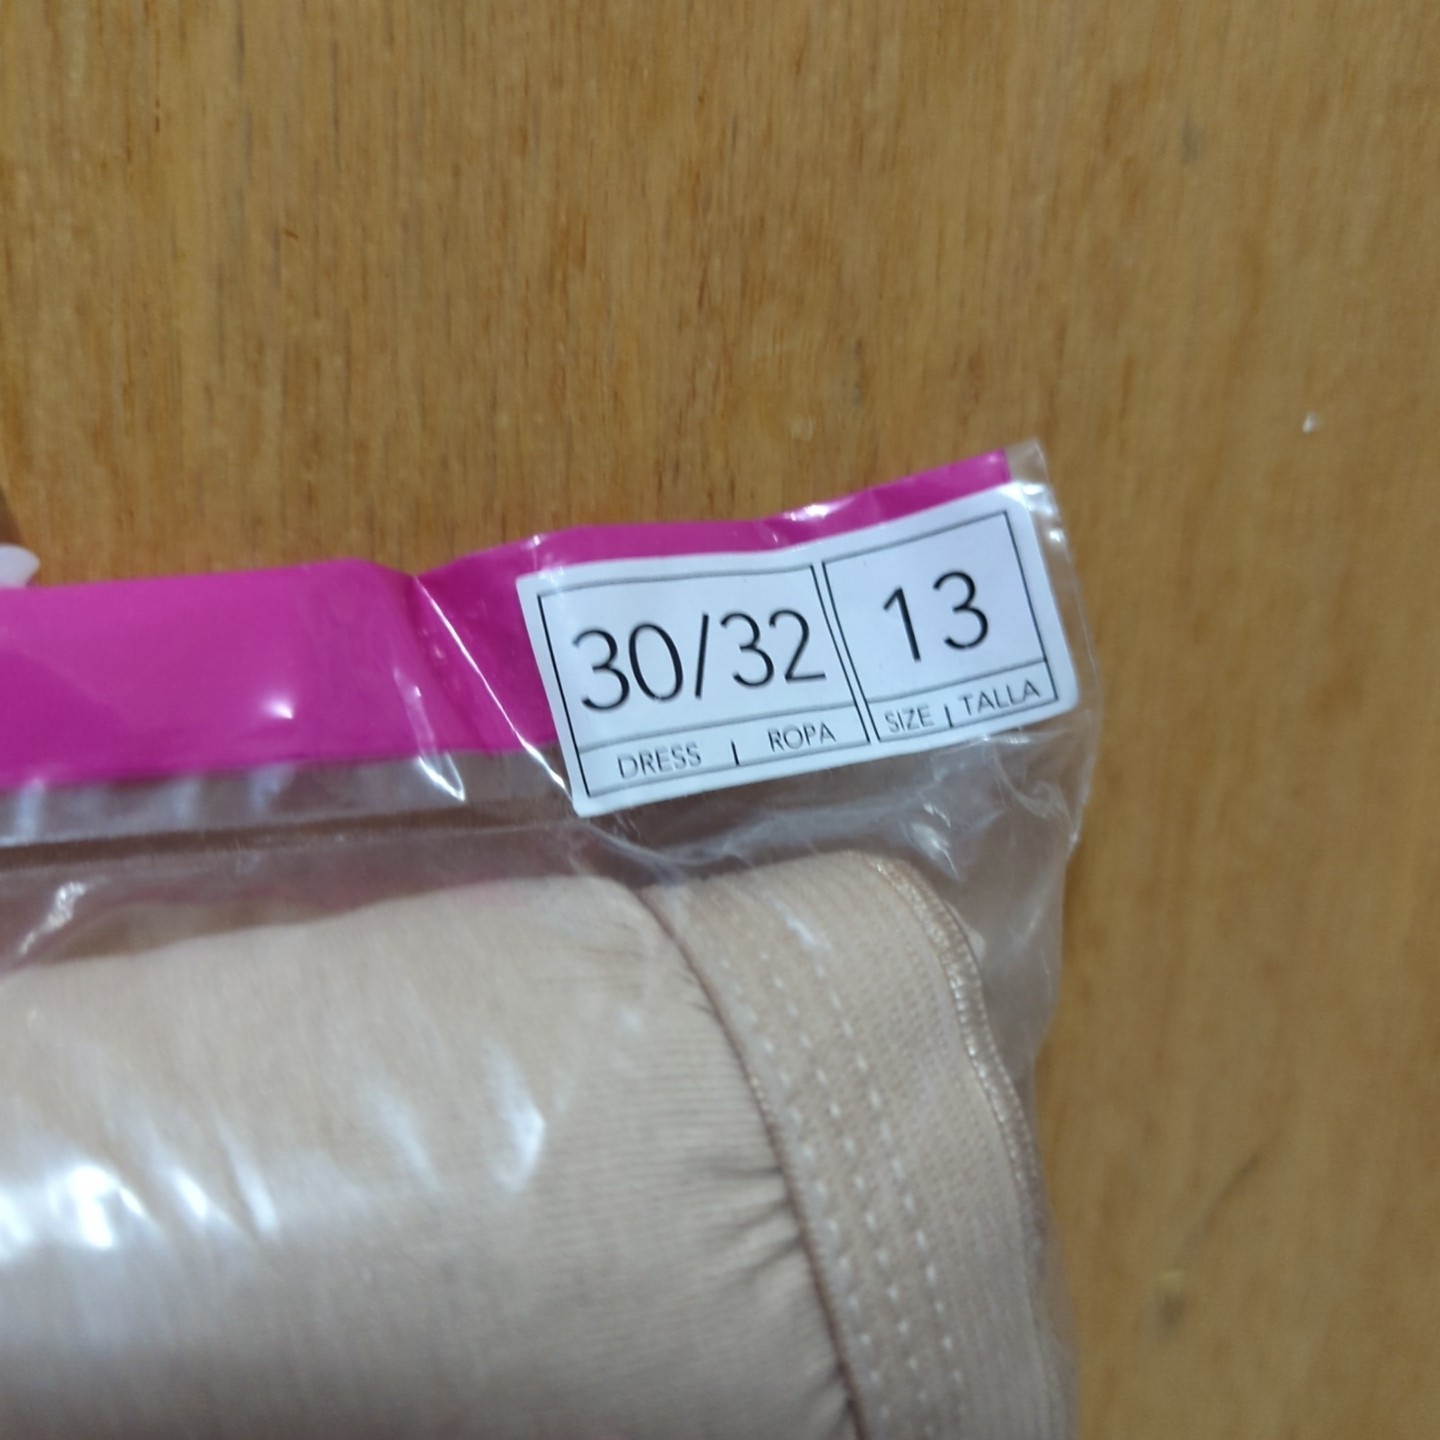 30/32 13
DRESS | ROPA SIZE | TALLA